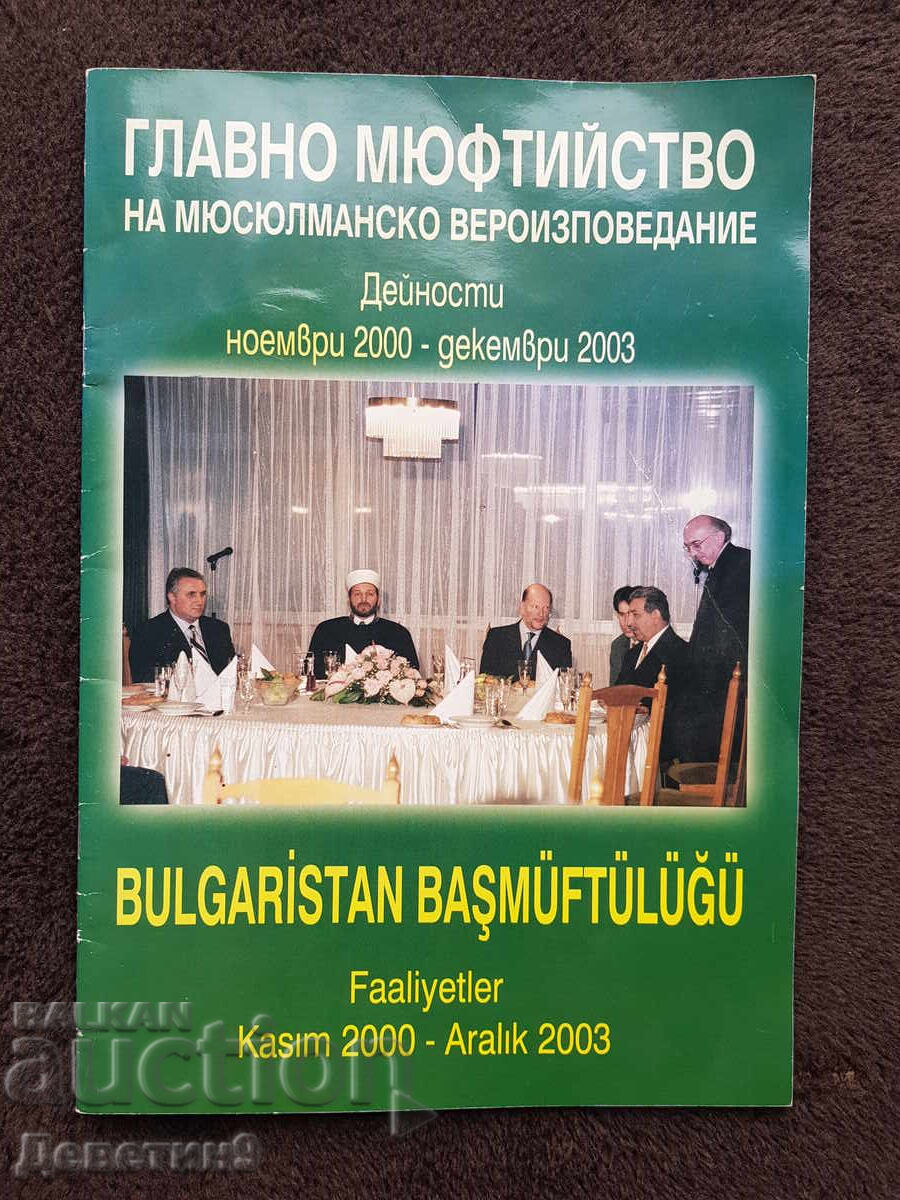 ГЛАВНО МЮФТИЙСТВО
НА МЮСЮЛМАНСКО ВЕРОИЗПОВЕДАНИЕ
Дейности
ноември 2000 - декември 2003
BULGARİSTAN BAŞMÜFTÜLÜĞÜ
Faaliyetler
Kasım 2000 - Aralık 2003
BALKAN
auction
Деветин9